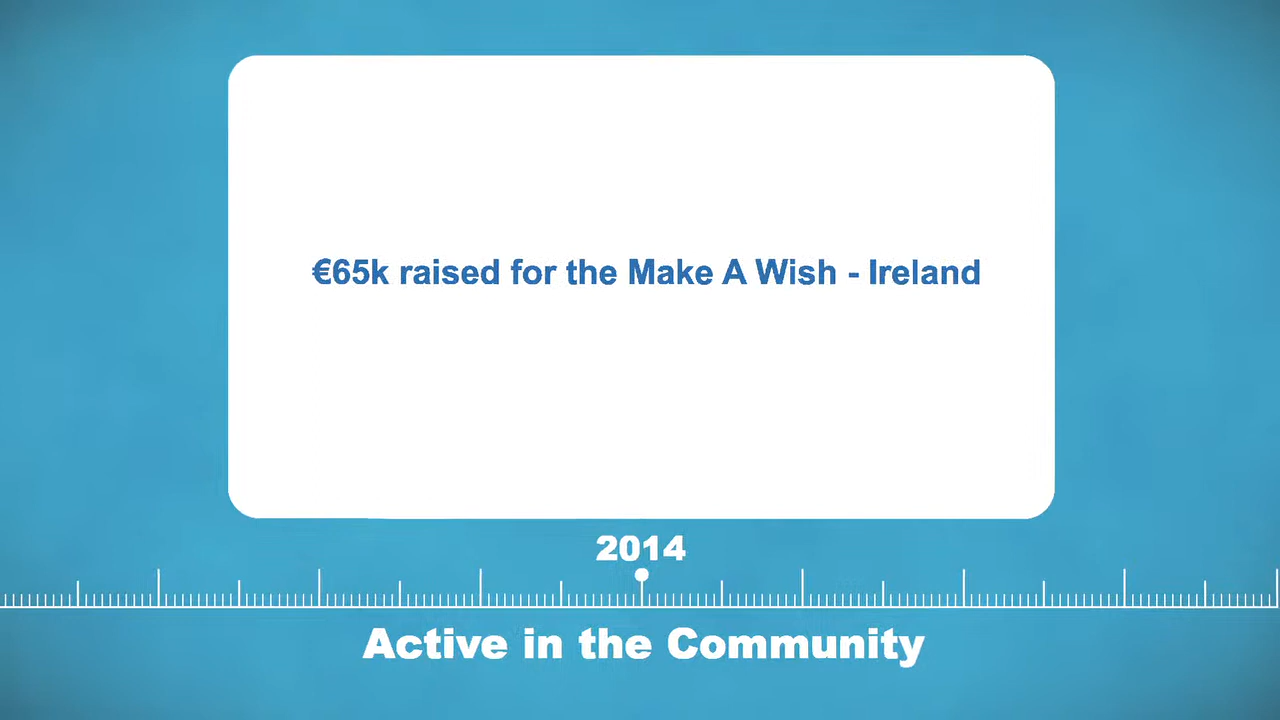 €65k raised for the Make A Wish - Ireland
2014
Active in the Community